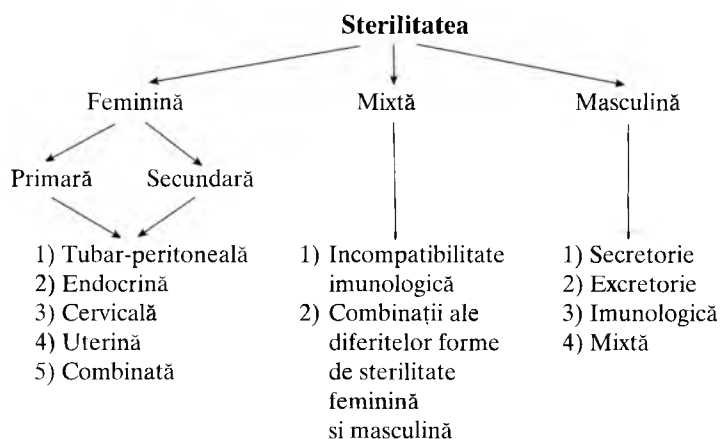 Sterilitatea
Feminină
Mixtă
Masculină
Primară
Secundară
1) Tubar-peritoneală
2) Endocrină
3) Cervicală
4) Uterină
5) Combinată
1) Incompatibilitate
imunologică
2) Combinații ale
diferitelor forme
de sterilitate
feminină
si masculină
1) Secretorie
2) Excretorie
3) Imunologică
4) Mixtă